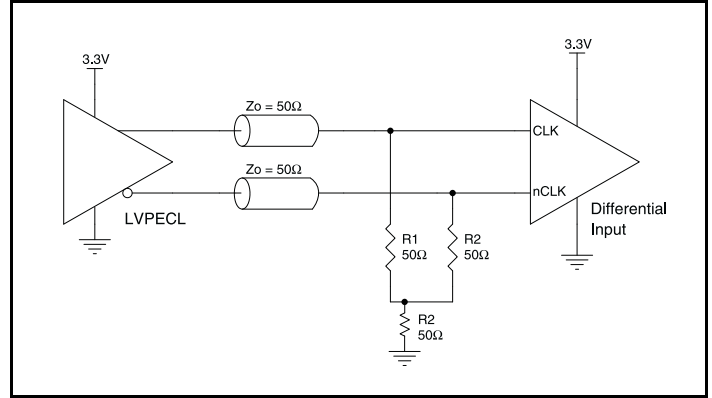 3.3V
3.3V
Zo = 50Ω
CLK
Zo = 50Ω
nCLK
LVPECL
Differential
Input
R1
50Ω
R2
50Ω
R2
50Ω